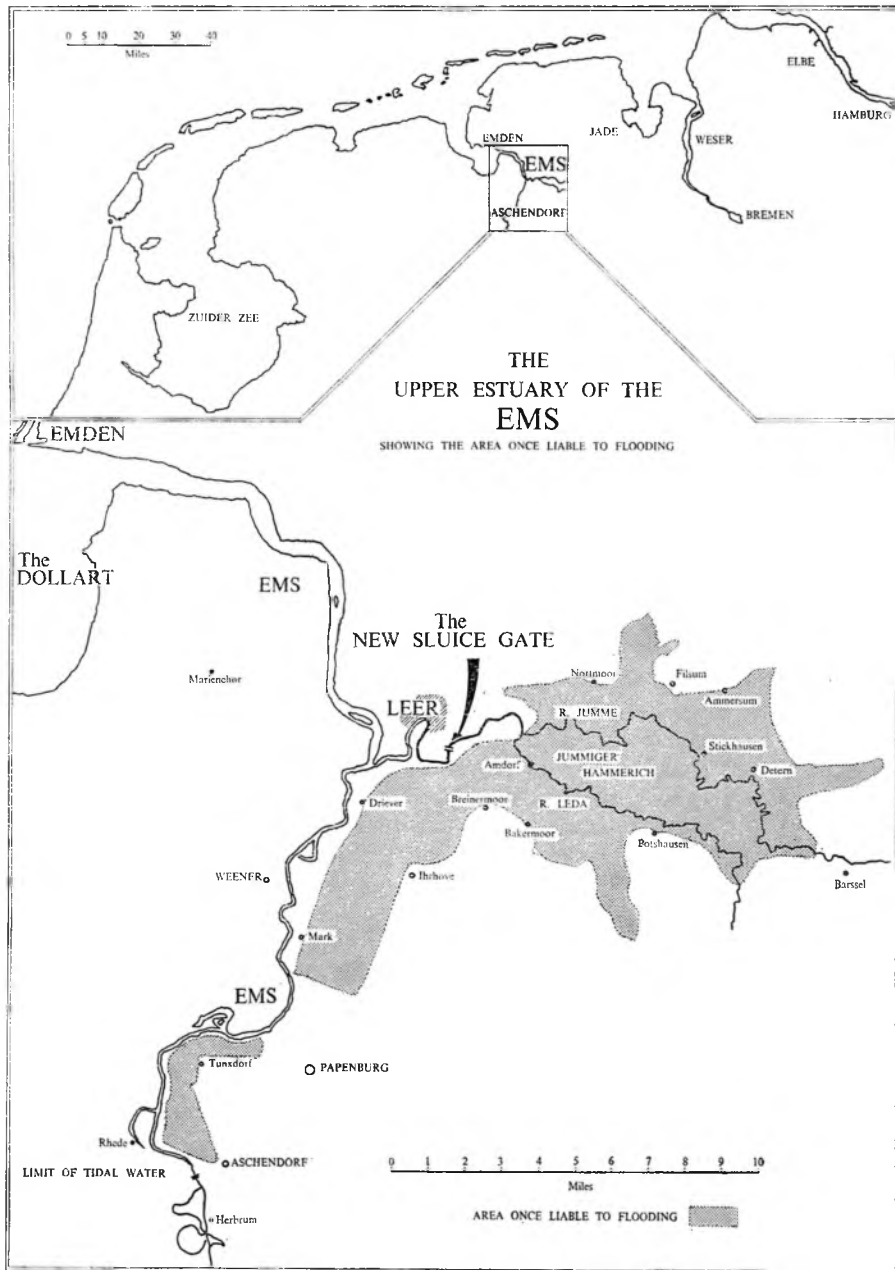 0 5 10 20 30 40
Miles
ELBE
HAMBURG
EMDEN
JADE
WESER
EMS
ASCHENDORF
BREMEN
ZUIDER ZEE
THE
UPPER ESTUARY OF THE
EMS
SHOWING THE AREA ONCE LIABLE TO FLOODING
EMDEN
The
DOLLART
EMS
The
NEW SLUICE GATE
Marienchor
Nortmoor
Filsum
Ammersum
LEER
R. JUMME
Stickhausen
JUMMIGER
HAMMERICH
Amdorf
Detern
Driever
Breinermoor
R. LEDA
Bakermoor
Potshausen
WEENER
Ihrhove
Barssel
Mark
EMS
Tunxdorf
PAPENBURG
Rhede
ASCHENDORF
LIMIT OF TIDAL WATER
0 1 2 3 4 5 6 7 8 9 10
Miles
Herbrum
AREA ONCE LIABLE TO FLOODING